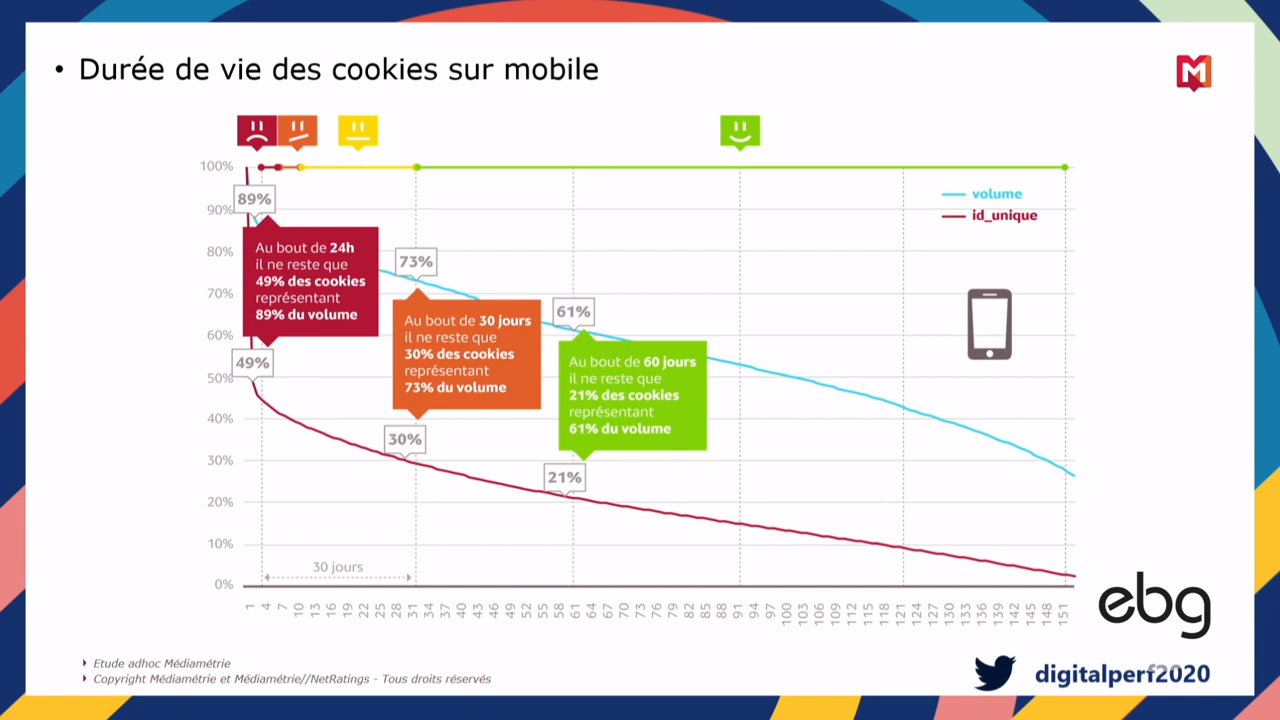 • Durée de vie des cookies sur mobile
M
100%
90%
80%
70%
60%
50%
40%
30%
20%
10%
0%
volume
id_unique
89%
Au bout de 24h
il ne reste que
49% des cookies
représentant
89% du volume
49%
73%
Au bout de 30 jours
il ne reste que
30% des cookies
représentant
73% du volume
30%
61%
Au bout de 60 jours
il ne reste que
21% des cookies
représentant
61% du volume
21%
30 jours
1 4 7 10 13 16 19 22 25 28 31 34 37 40 43 46 49 52 55 58 61 64 67 70 73 76 79 82 85 88 91 94 97 100 103 106 109 112 115 118 121 124 127 130 133 136 139 142 145 148 151
ebg
Etude adhoc Médiamétrie
Copyright Médiamétrie et Médiamétrie//NetRatings - Tous droits réservés
digitalperf2020